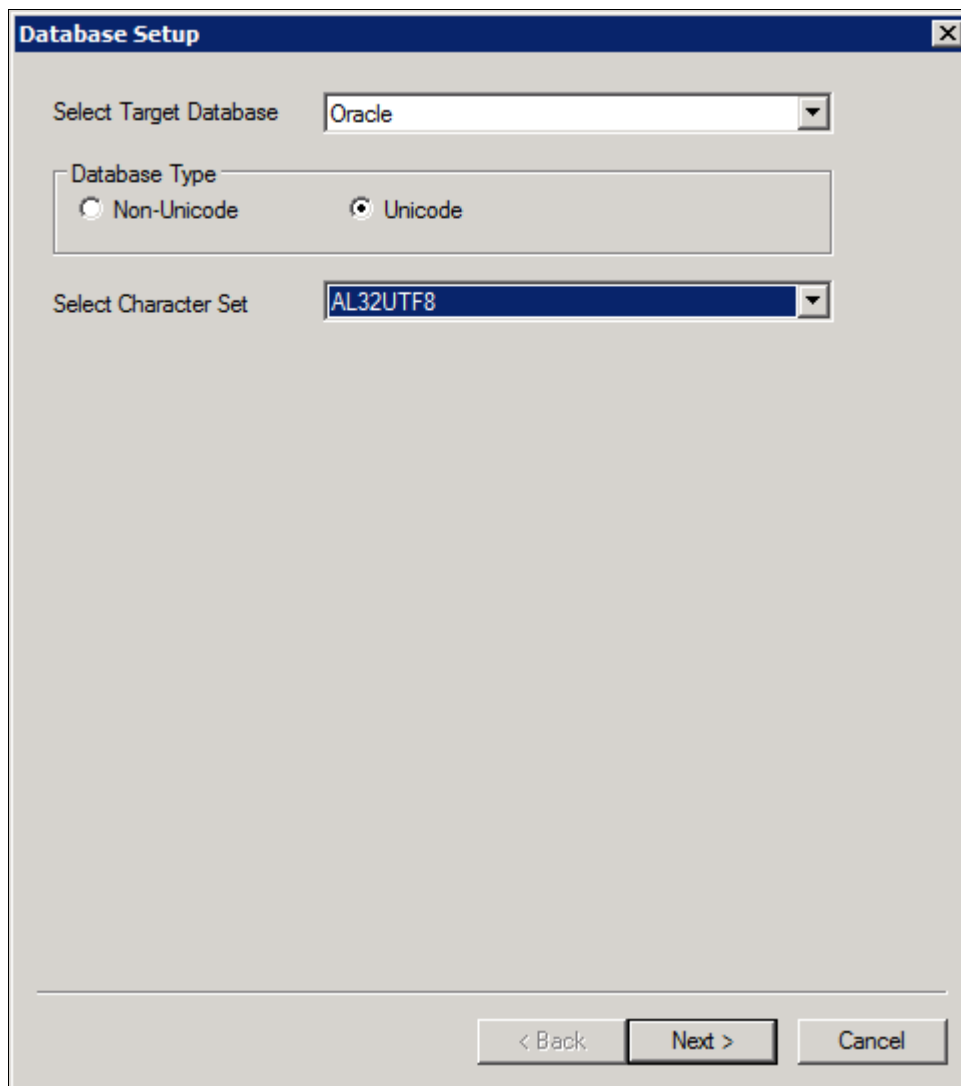 Database Setup
Select Target Database Oracle
Database Type
Non-Unicode Unicode
Select Character Set AL32UTF8
< Back Next > Cancel